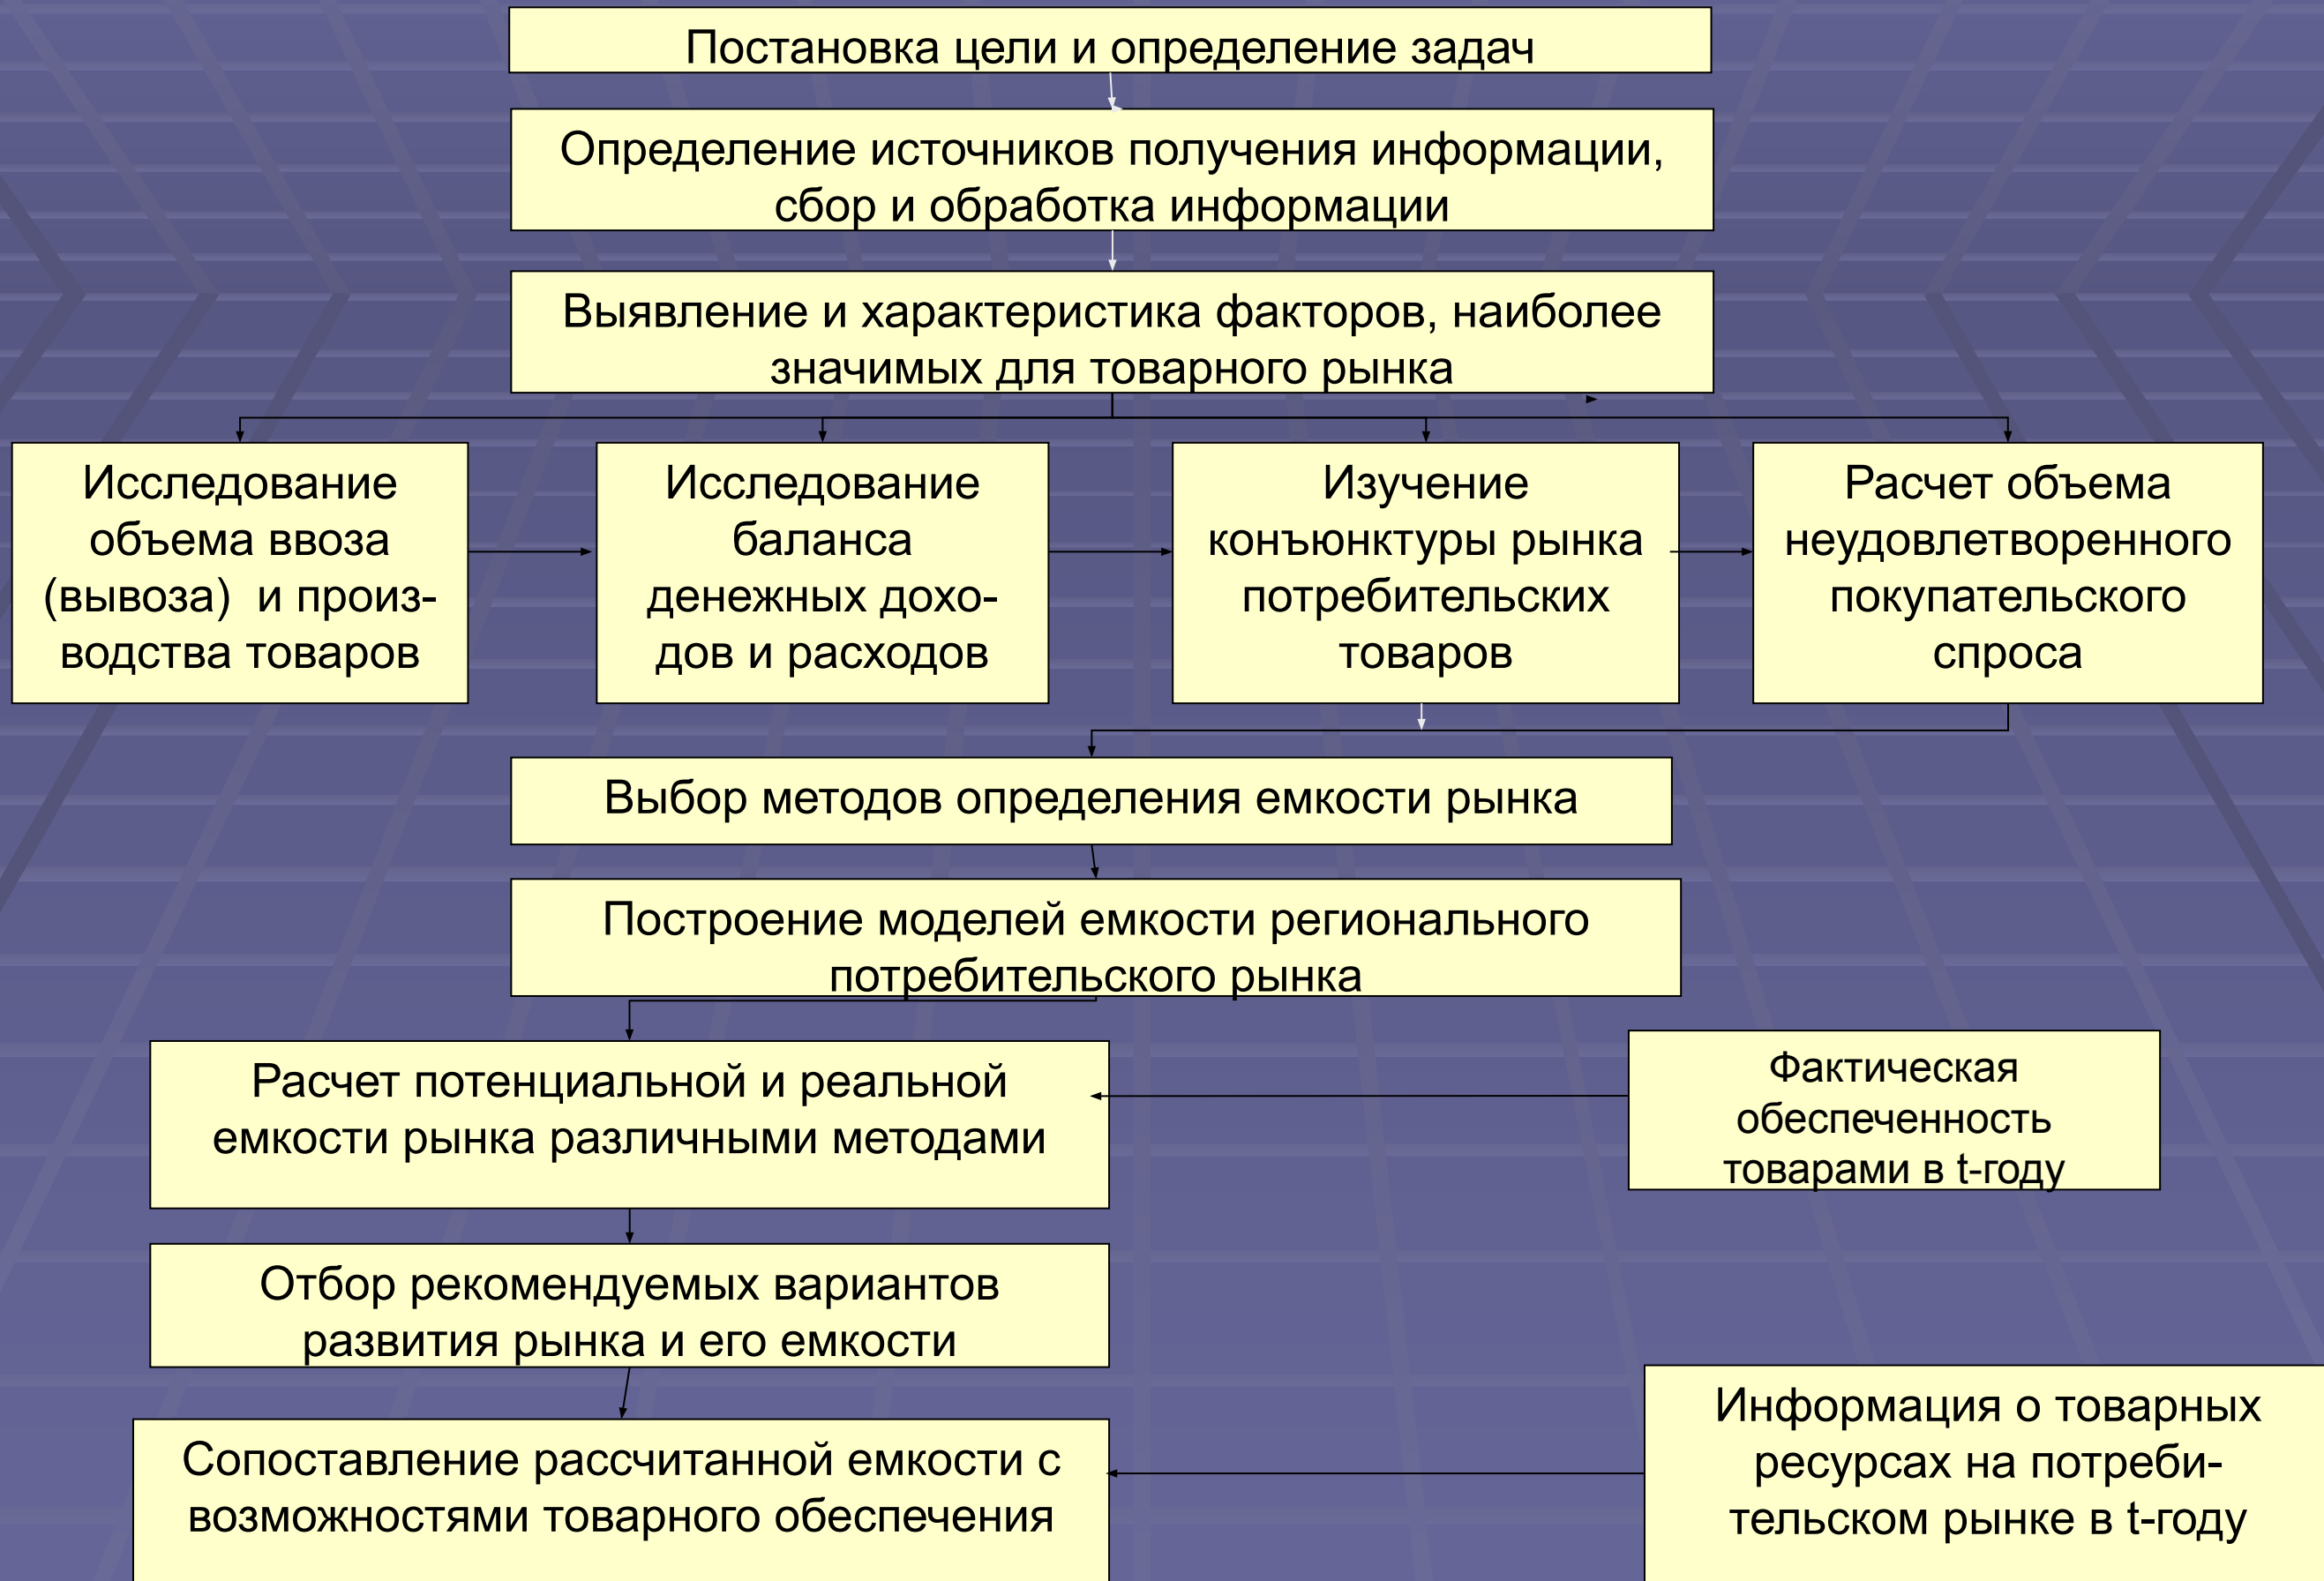 Постановка цели и определение задач
Определение источников получения информации,
сбор и обработка информации
Выявление и характеристика факторов, наиболее
значимых для товарного рынка
Исследование
объема ввоза
(вывоза)  и произ-
водства товаров
Исследование
баланса
денежных дохо-
дов и расходов
Изучение
конъюнктуры рынка
потребительских
товаров
Расчет объема
неудовлетворенного
покупательского
спроса
Выбор методов определения емкости рынка
Построение моделей емкости регионального
потребительского рынка
Расчет потенциальной и реальной
емкости рынка различными методами
Фактическая
обеспеченность
товарами в t-году
Отбор рекомендуемых вариантов
развития рынка и его емкости
Сопоставление рассчитанной емкости с
возможностями товарного обеспечения
Информация о товарных
ресурсах на потреби-
тельском рынке в t-году